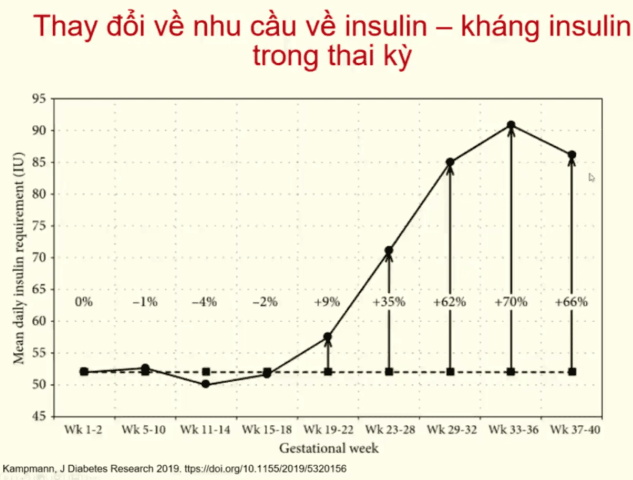 Thay đổi về nhu cầu về insulin – kháng insulin
trong thai kỳ
Mean daily insulin requirement (IU)
95
90
85
80
75
70
65
60
55
50
45
0% –1% –4% –2% +9% +35% +62% +70% +66%
Wk 1-2 Wk 5-10 Wk 11-14 Wk 15-18 Wk 19-22 Wk 23-28 Wk 29-32 Wk 33-36 Wk 37-40
Gestational week
Kampmann, J Diabetes Research 2019. ttps://doi.org/10.1155/2019/5320156